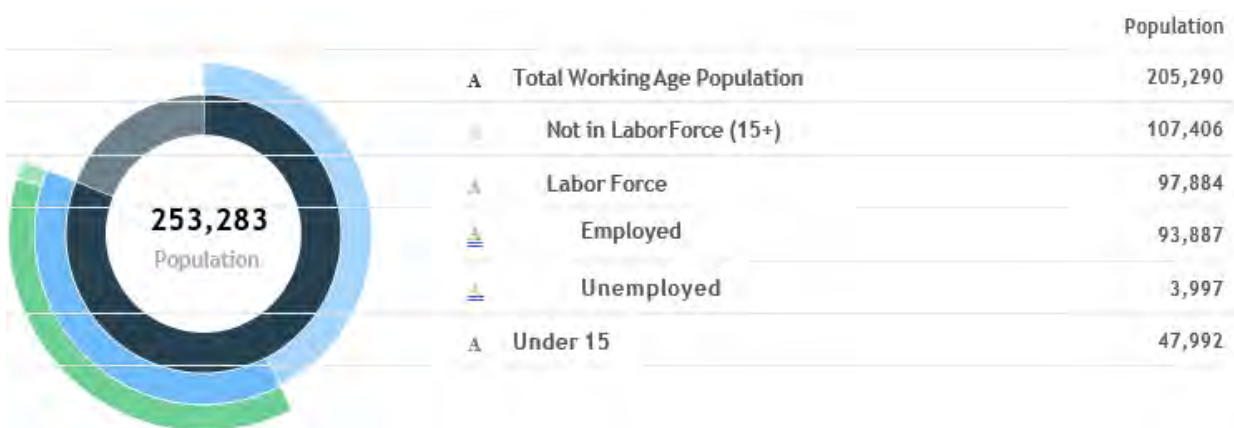 Population
A Total Working Age Population 205,290
Not in Labor Force (15+) 107,406
A Labor Force 97,884
253,283
Employed 93,887
Population
Unemployed 3,997
A Under 15 47,992